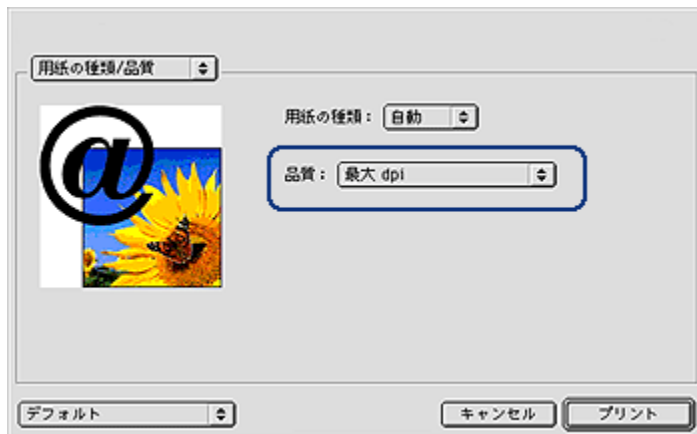 用紙の種類/品質
用紙の種類： 自動
品質： 最大 dpi
@
デフォルト
キャンセル
プリント